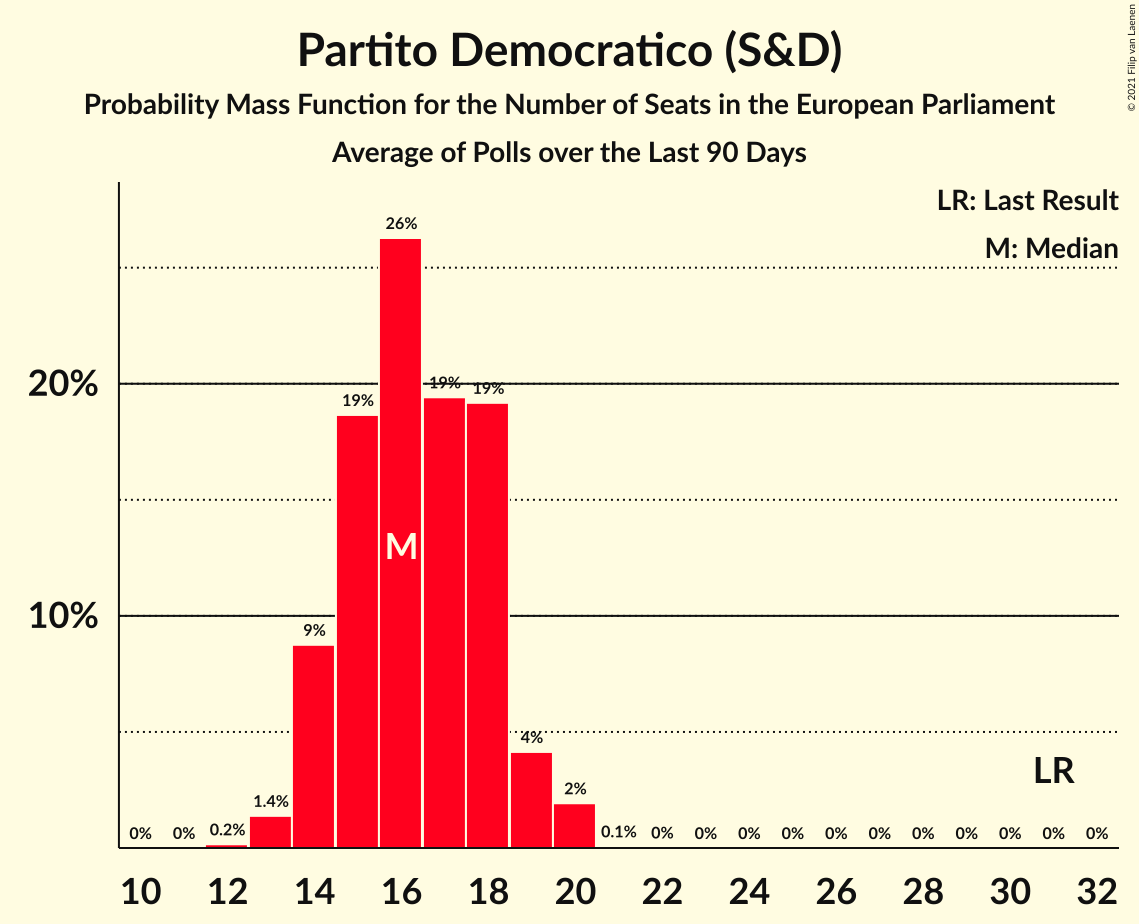 Partito Democratico (S&D)
Probability Mass Function for the Number of Seats in the European Parliament
Average of Polls over the Last 90 Days
© 2021 Filip van Laenen
LR: Last Result
M: Median
26%
20%
19%
19%
19%
M
10%
9%
4%
LR
2%
1.4%
0% 0% 0.2% 0.1% 0% 0% 0% 0% 0% 0% 0% 0% 0% 0% 0%
10 12 14 16 18 20 22 24 26 28 30 32